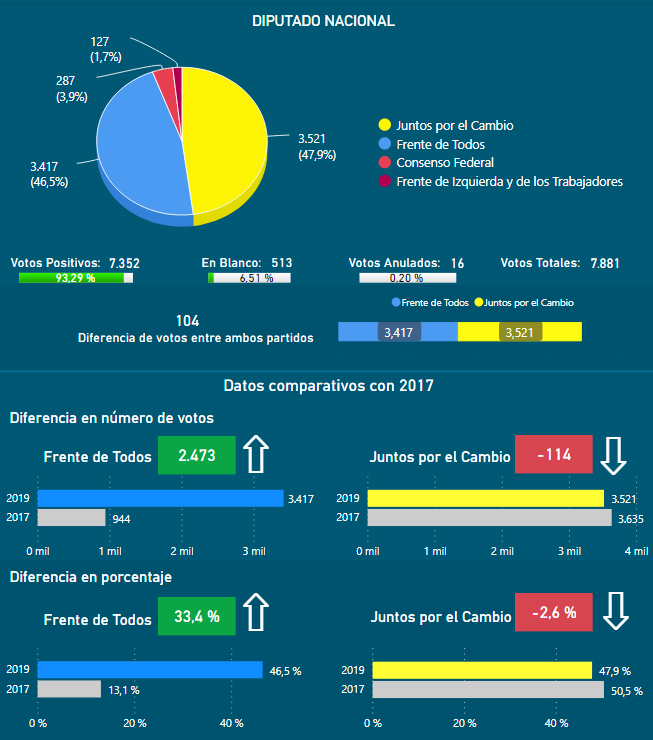 DIPUTADO NACIONAL
127
(1,7%)
287
(3,9%)
3.417
(46,5%)
3.521
(47,9%)
Juntos por el Cambio
Frente de Todos
Consenso Federal
Frente de Izquierda y de los Trabajadores
Votos Positivos: 7.352
93,29 %
En Blanco: 513
6,51 %
Votos Anulados: 16
0,20 %
Votos Totales: 7.881
104
Diferencia de votos entre ambos partidos
Frente de Todos Juntos por el Cambio
3,417 3,521
Datos comparativos con 2017
Diferencia en número de votos
Frente de Todos 2.473
2019 3.417
2017 944
0 mil 1 mil 2 mil 3 mil
Juntos por el Cambio -114
2019 3.521
2017 3.635
0 mil 1 mil 2 mil 3 mil 4 mil
Diferencia en porcentaje
Frente de Todos 33,4 %
2019 46,5 %
2017 13,1 %
0 % 20 % 40 %
Juntos por el Cambio -2,6 %
2019 47,9 %
2017 50,5 %
0 % 20 % 40 %